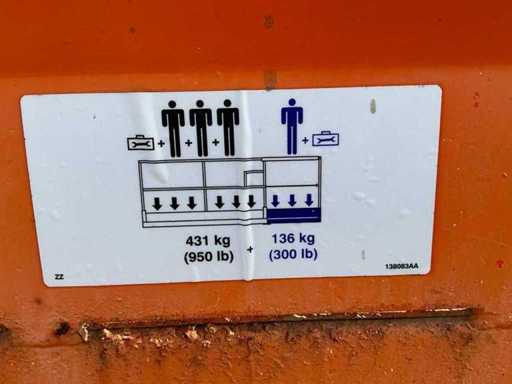 + + +
+
431 kg + 136 kg
(950 lb) (300 lb)
ZZ 138083AA